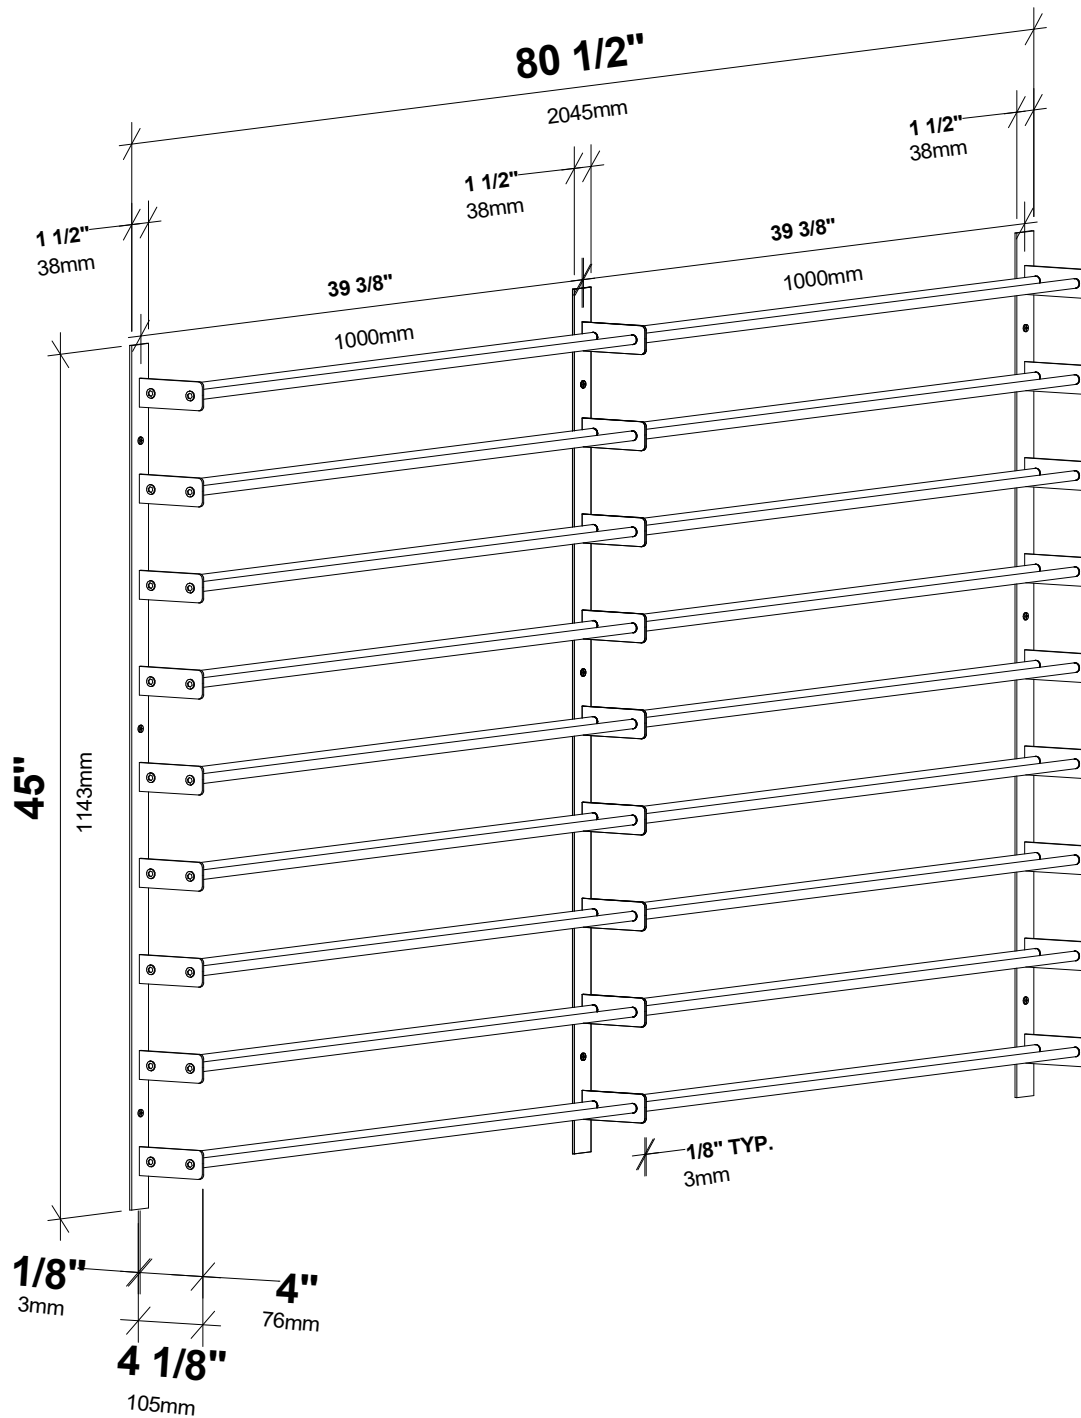 80 1/2"
2045mm
1 1/2"
38mm
1 1/2"
38mm
1 1/2"
38mm
39 3/8"
1000mm
39 3/8"
1000mm
45"
1143mm
1/8" TYP.
3mm
1/8"
3mm
4"
76mm
4 1/8"
105mm